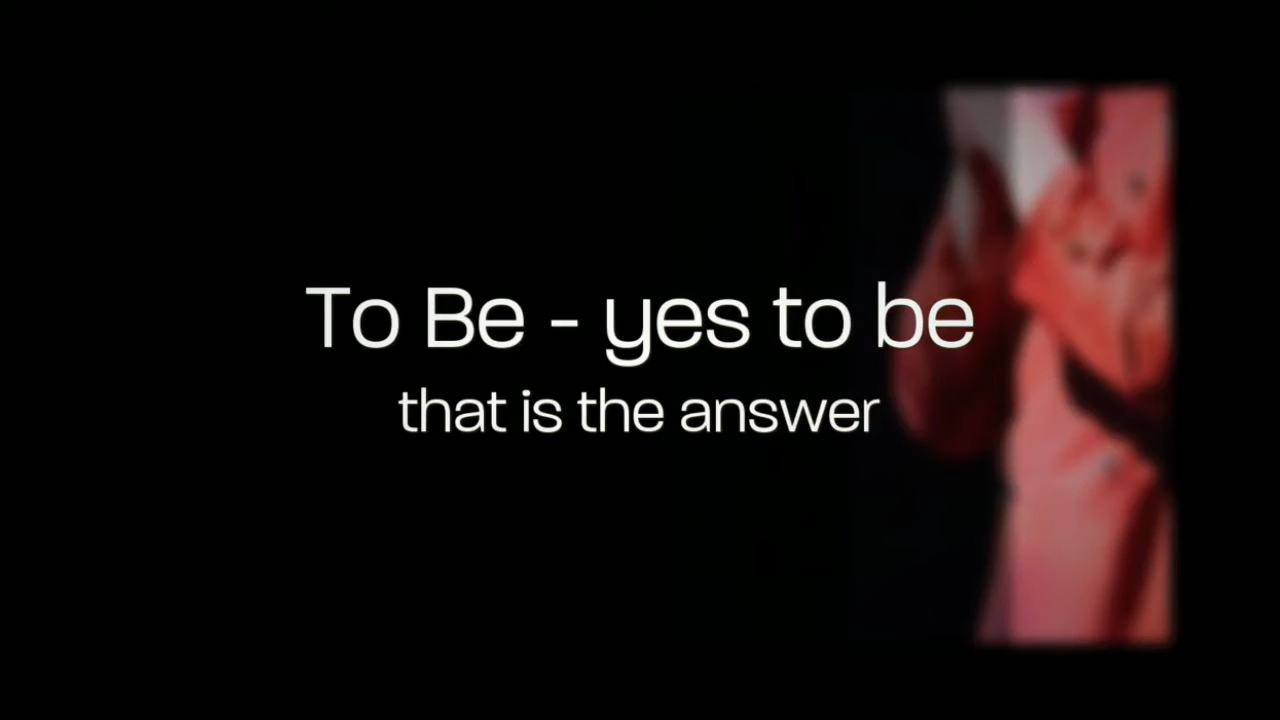 To Be - yes to be
that is the answer